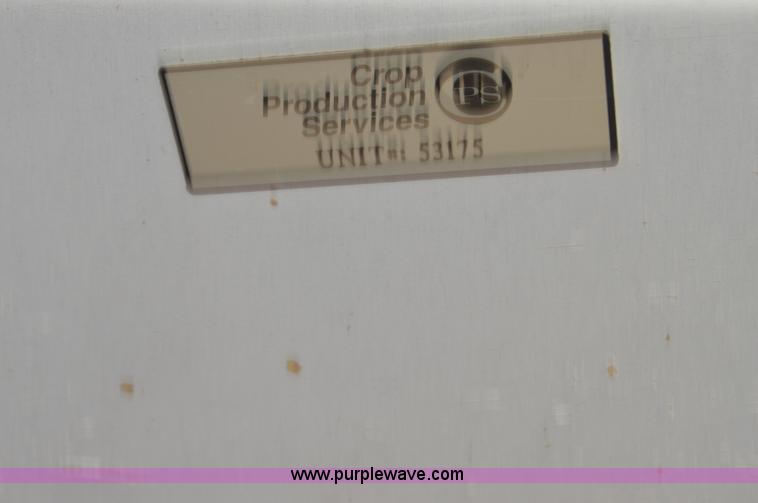 Crop
Production
Services
CPS
UNIT#: 53175
www.purplewave.com